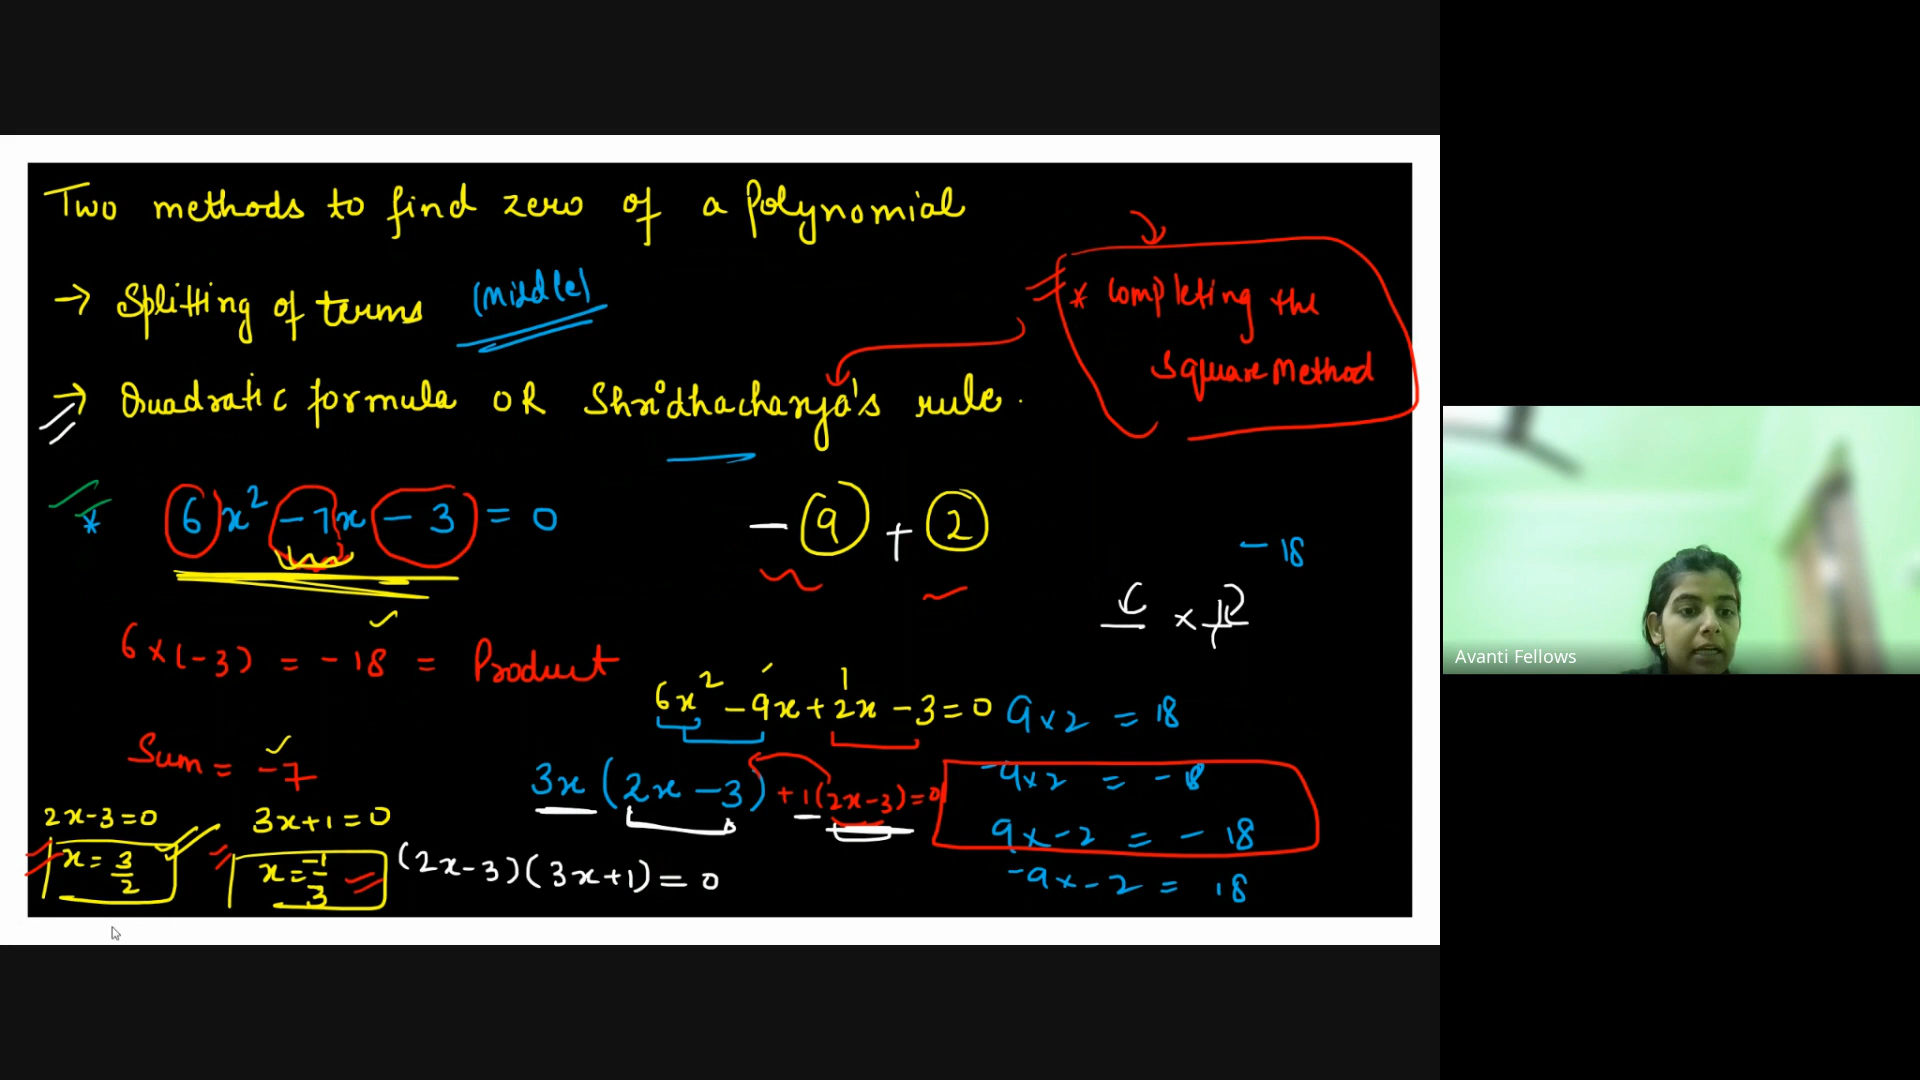 Two methods to find zero of a Polynomial
→ Splitting of terms (middle)
* Completing the
Square Method
→ Quadratic formula OR Shridhacharya's rule.
* 6x² -7x - 3 = 0
- 9 + 2
- 18
6 × (-3) = -18 = Product
6x² - 9x + 2x - 3 = 0
1
9 × 2 = 18
Sum = -7
3x (2x - 3) + 1(2x-3) = 0
-9×2 = -18
9×-2 = -18
-9×-2 = 18
2x-3=0
x = 3/2
3x+1=0
x = -1/3
(2x-3)(3x+1) = 0
Avanti Fellows